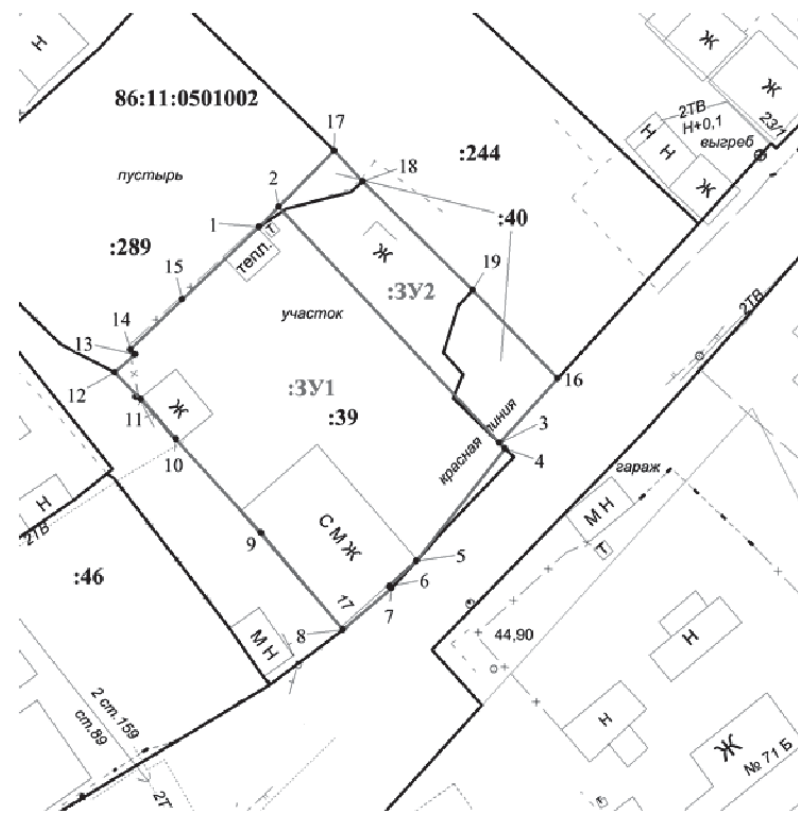 Н
Ж
Ж
86:11:0501002
17
2ТВ
Н+0,1
23/1
выгреб
Н
Н
Ж
:244
18
пустырь
2
:40
1
Т
тепл.
:289
Ж
19
15
:ЗУ2
2ТВ
участок
14
13
12
16
:ЗУ1
:39
11
Ж
10
3
4
красная линия
гараж
Н
2ТВ
М Н
Т
С М Ж
9
5
:46
6
7
17
8
М Н
44,90
Н
2 ст.159
ст.89
Н
Ж
№ 71 Б
2Т